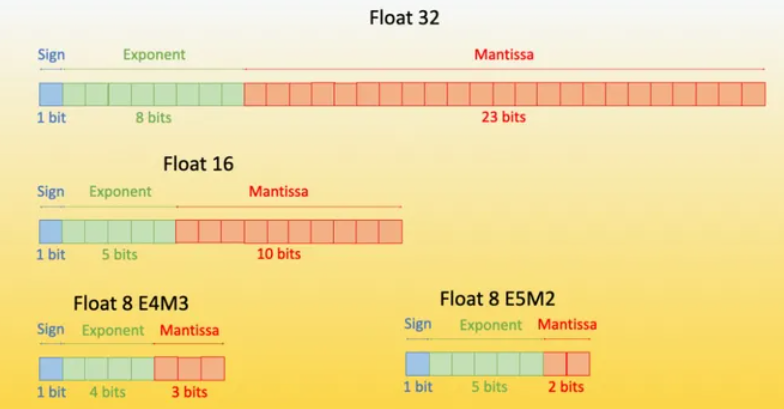 Float 32
Sign Exponent Mantissa
1 bit 8 bits 23 bits
Float 16
Sign Exponent Mantissa
1 bit 5 bits 10 bits
Float 8 E4M3
Sign Exponent Mantissa
1 bit 4 bits 3 bits
Float 8 E5M2
Sign Exponent Mantissa
1 bit 5 bits 2 bits